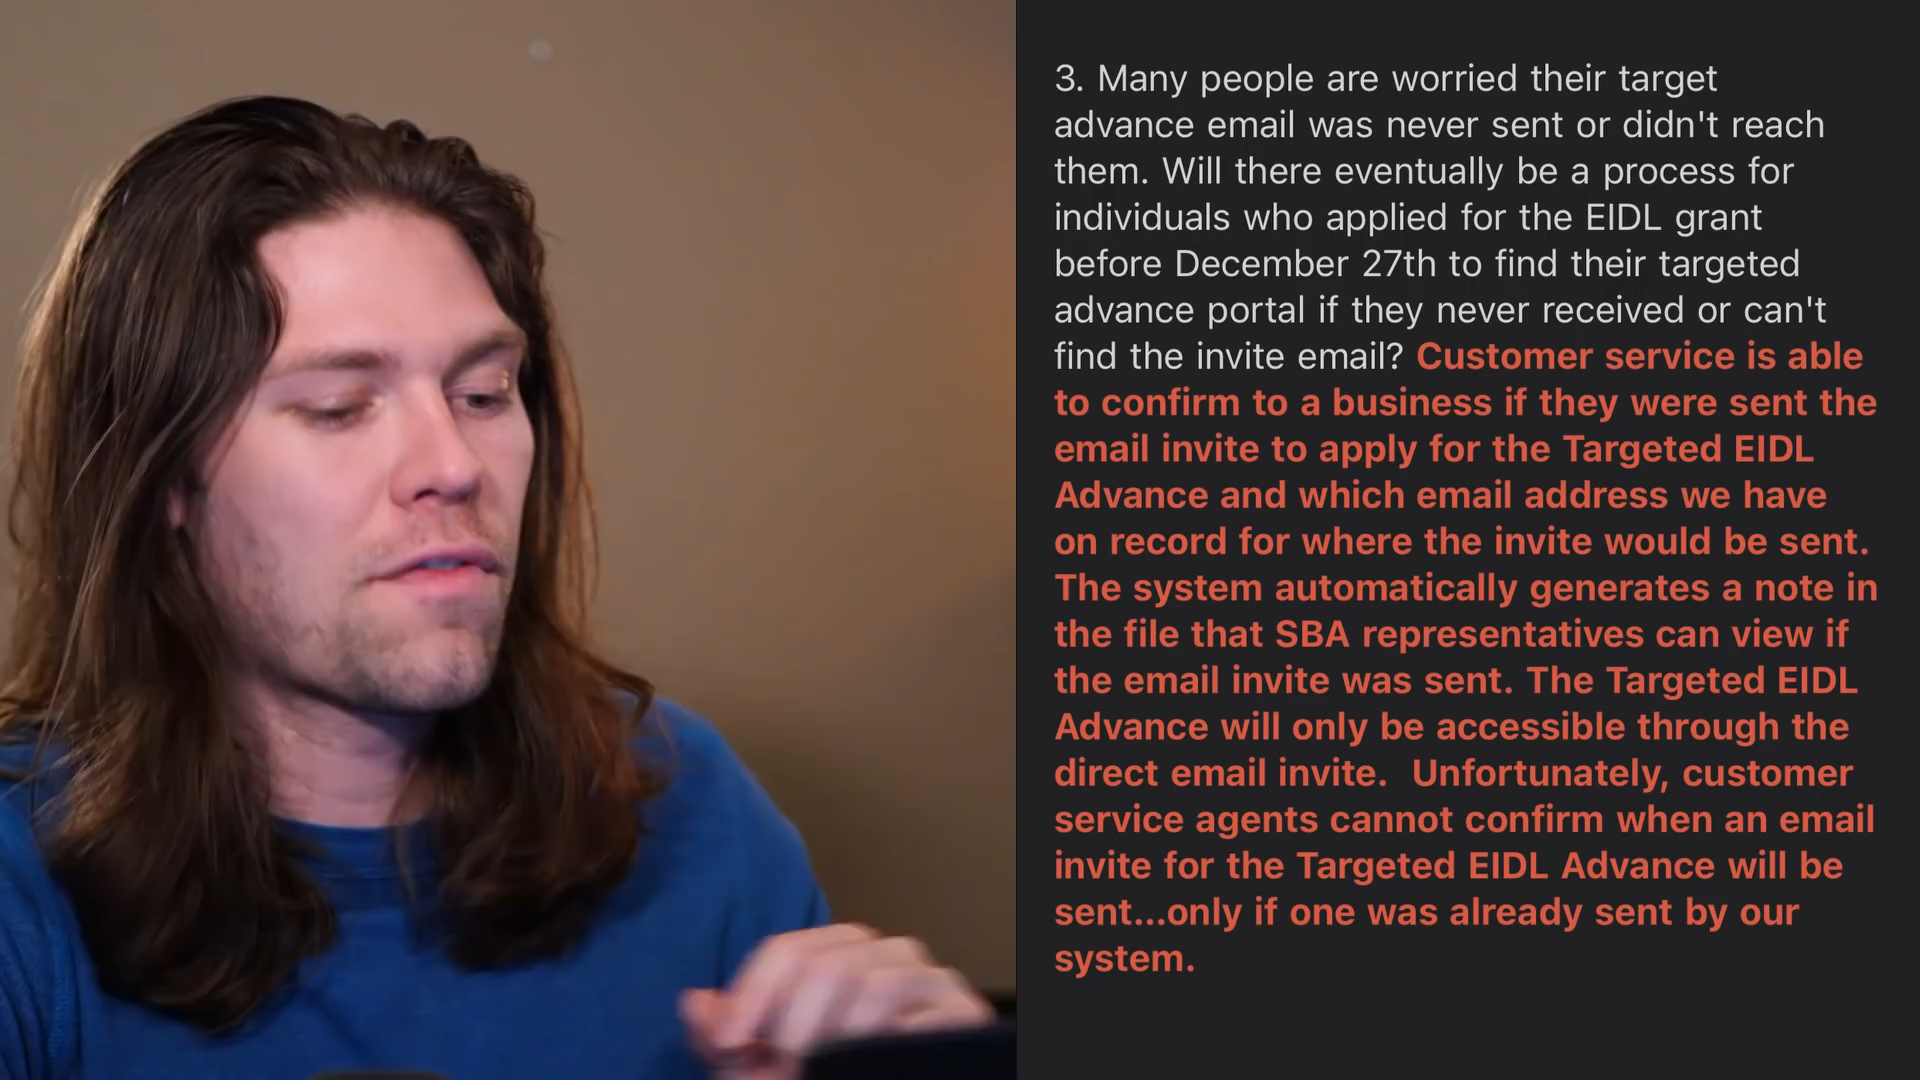 3. Many people are worried their target
advance email was never sent or didn't reach
them. Will there eventually be a process for
individuals who applied for the EIDL grant
before December 27th to find their targeted
advance portal if they never received or can't
find the invite email? Customer service is able
to confirm to a business if they were sent the
email invite to apply for the Targeted EIDL
Advance and which email address we have
on record for where the invite would be sent.
The system automatically generates a note in
the file that SBA representatives can view if
the email invite was sent. The Targeted EIDL
Advance will only be accessible through the
direct email invite.  Unfortunately, customer
service agents cannot confirm when an email
invite for the Targeted EIDL Advance will be
sent...only if one was already sent by our
system.